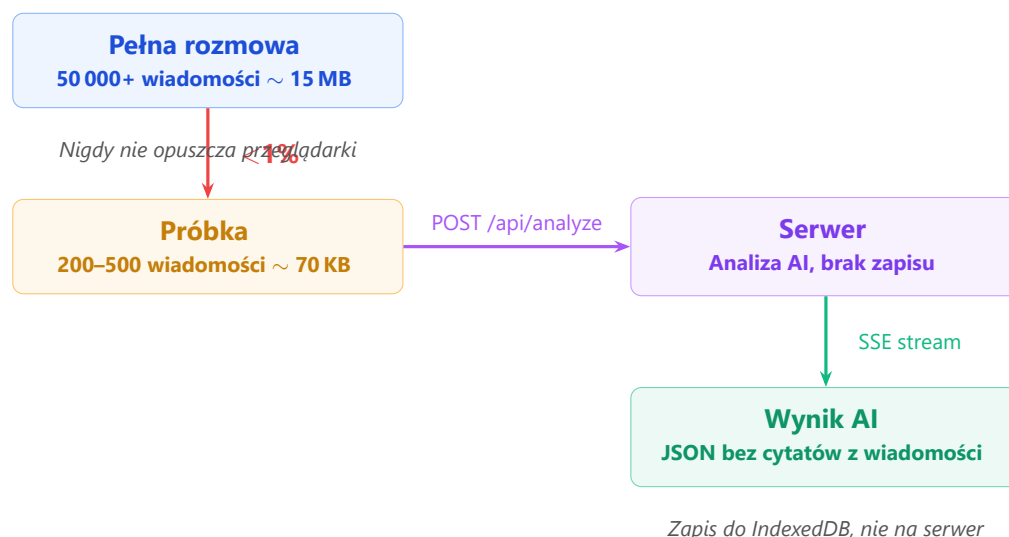 Pełna rozmowa
50 000+ wiadomości ~ 15 MB
Nigdy nie opuszcza przeglądarki
<1%
Próbka
200–500 wiadomości ~ 70 KB
POST /api/analyze
Serwer
Analiza AI, brak zapisu
SSE stream
Wynik AI
JSON bez cytatów z wiadomości
Zapis do IndexedDB, nie na serwer